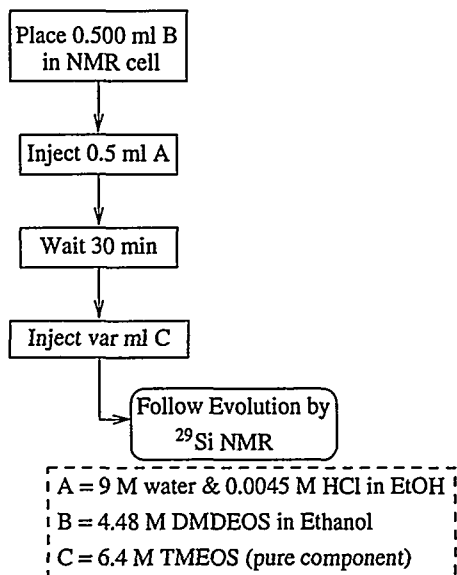 Place 0.500 ml B
in NMR cell
Inject 0.5 ml A
Wait 30 min
Inject var ml C
Follow Evolution by
²⁹Si NMR
A = 9 M water & 0.0045 M HCl in EtOH
B = 4.48 M DMDEOS in Ethanol
C = 6.4 M TMEOS (pure component)